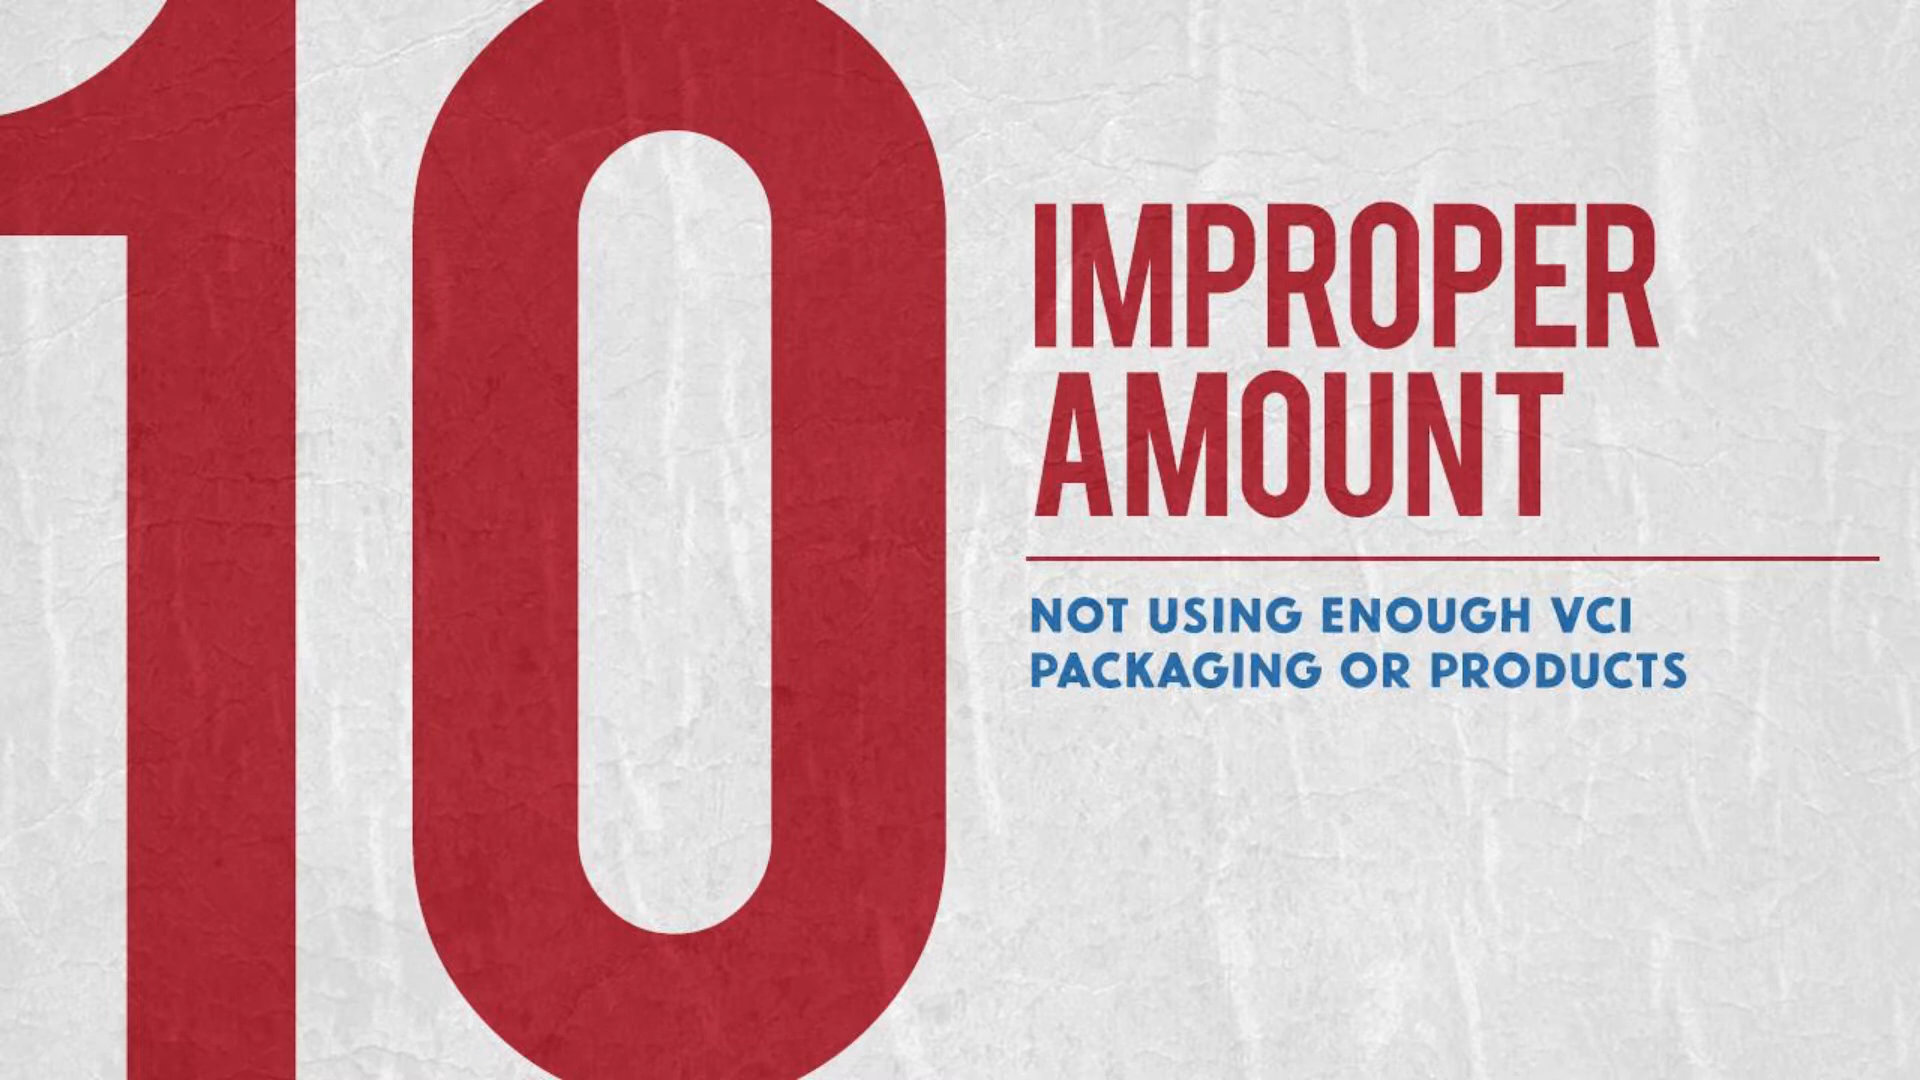 10
IMPROPER
AMOUNT
NOT USING ENOUGH VCI
PACKAGING OR PRODUCTS